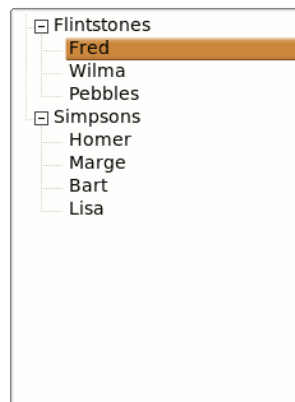 Flintstones
Fred
Wilma
Pebbles
Simpsons
Homer
Marge
Bart
Lisa